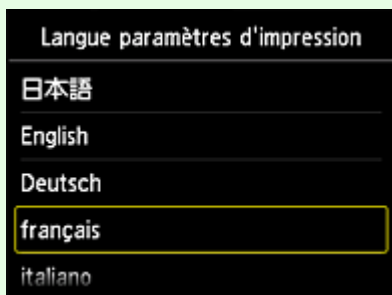 Langue paramètres d'impression
日本語
English
Deutsch
français
italiano